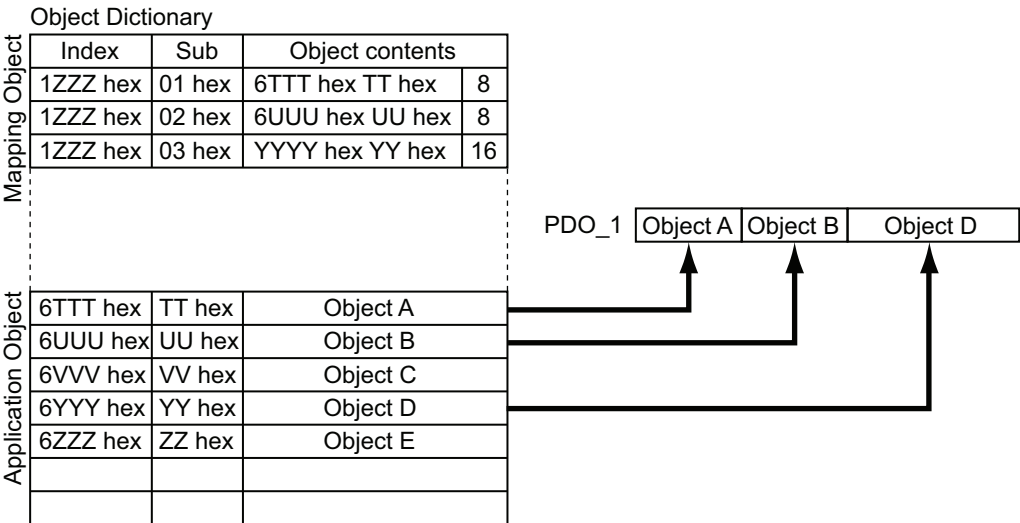 Object Dictionary
Mapping Object
Index Sub Object contents
1ZZZ hex 01 hex 6TTT hex TT hex 8
1ZZZ hex 02 hex 6UUU hex UU hex 8
1ZZZ hex 03 hex YYYY hex YY hex 16
PDO_1 Object A Object B Object D
Application Object
6TTT hex TT hex Object A
6UUU hex UU hex Object B
6VVV hex VV hex Object C
6YYY hex YY hex Object D
6ZZZ hex ZZ hex Object E